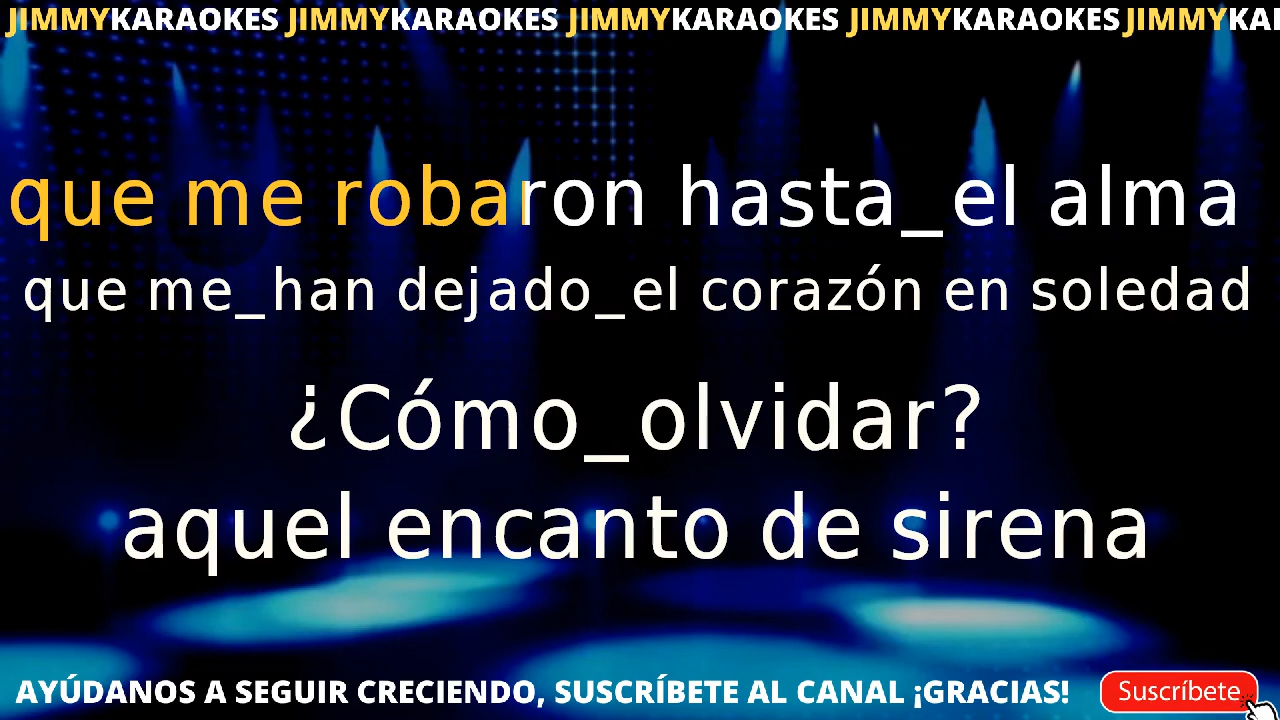 JIMMYKARAOKES JIMMYKARAOKES JIMMYKARAOKES JIMMYKARAOKES JIMMYKA
que me robaron hasta_el alma
que me_han dejado_el corazón en soledad
¿Cómo_olvidar?
aquel encanto de sirena
AYÚDANOS A SEGUIR CRECIENDO, SUSCRÍBETE AL CANAL ¡GRACIAS! Suscríbete